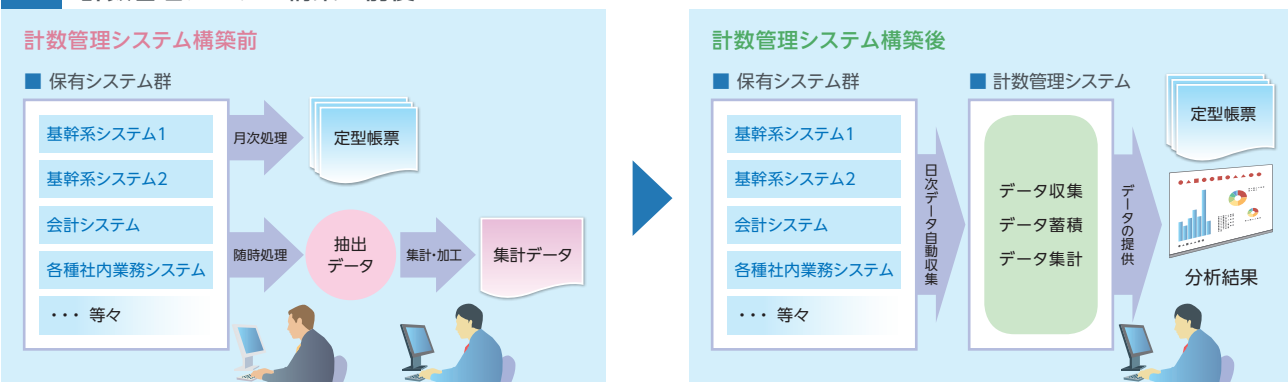 計数管理システム構築前
■ 保有システム群
基幹系システム1
基幹系システム2
会計システム
各種社内業務システム
・・・ 等々
月次処理
定型帳票
随時処理
抽出
データ
集計・加工
集計データ
計数管理システム構築後
■ 保有システム群
基幹系システム1
基幹系システム2
会計システム
各種社内業務システム
・・・ 等々
日次データ自動収集
■ 計数管理システム
データ収集
データ蓄積
データ集計
データの提供
定型帳票
分析結果